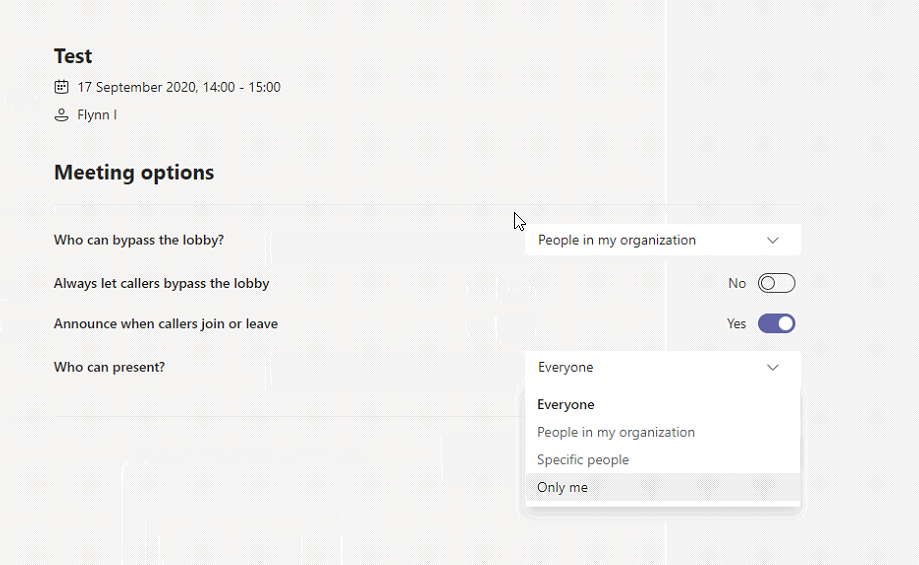 Test
17 September 2020, 14:00 - 15:00
Flynn I
Meeting options
Who can bypass the lobby?
People in my organization
Always let callers bypass the lobby
No
Announce when callers join or leave
Yes
Who can present?
Everyone
Everyone
People in my organization
Specific people
Only me